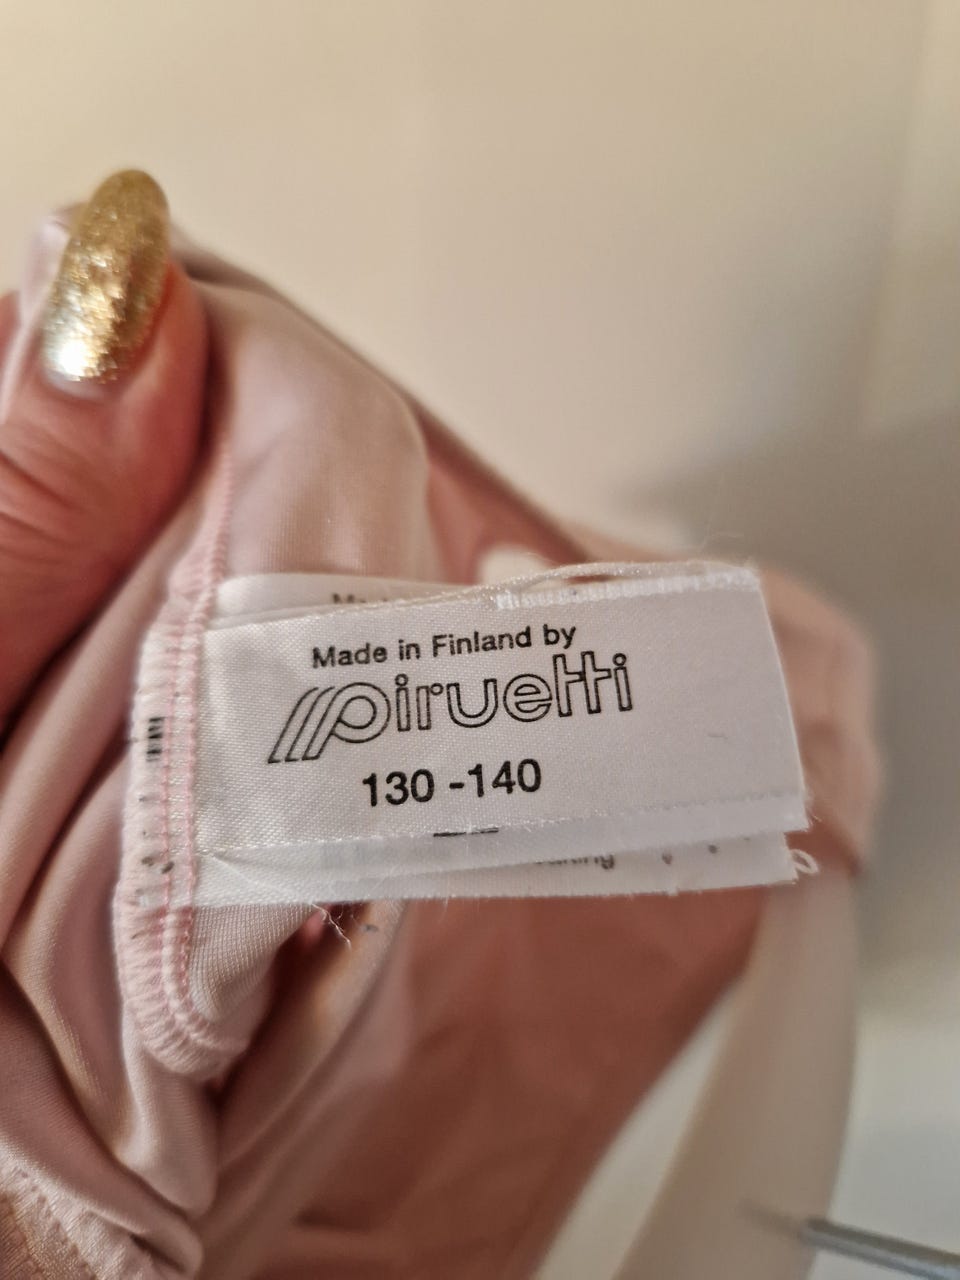 Made in Finland by
piruetti
130 -140